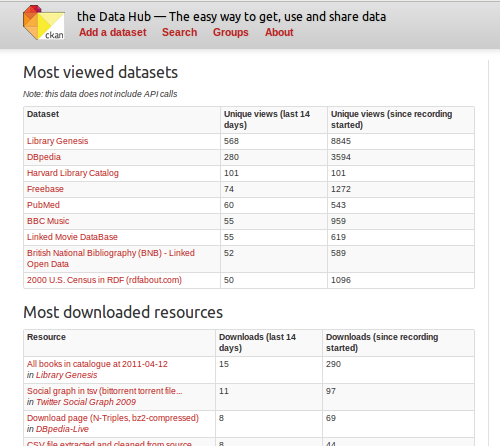 ckan
the Data Hub — The easy way to get, use and share data
Add a dataset Search Groups About
Most viewed datasets
Note: this data does not include API calls
Dataset Unique views (last 14 days) Unique views (since recording started)
Library Genesis 568 8845
DBpedia 280 3594
Harvard Library Catalog 101 101
Freebase 74 1272
PubMed 60 543
BBC Music 55 959
Linked Movie DataBase 55 619
British National Bibliography (BNB) - Linked Open Data 52 589
2000 U.S. Census in RDF (rdfabout.com) 50 1096
Most downloaded resources
Resource Downloads (last 14 days) Downloads (since recording started)
All books in catalogue at 2011-04-12 15 290
in Library Genesis
Social graph in tsv (bittorrent torrent file... 11 97
in Twitter Social Graph 2009
Download page (N-Triples, bz2-compressed) 8 69
in DBpedia-Live
CSV file extracted and cleaned from source 8 44